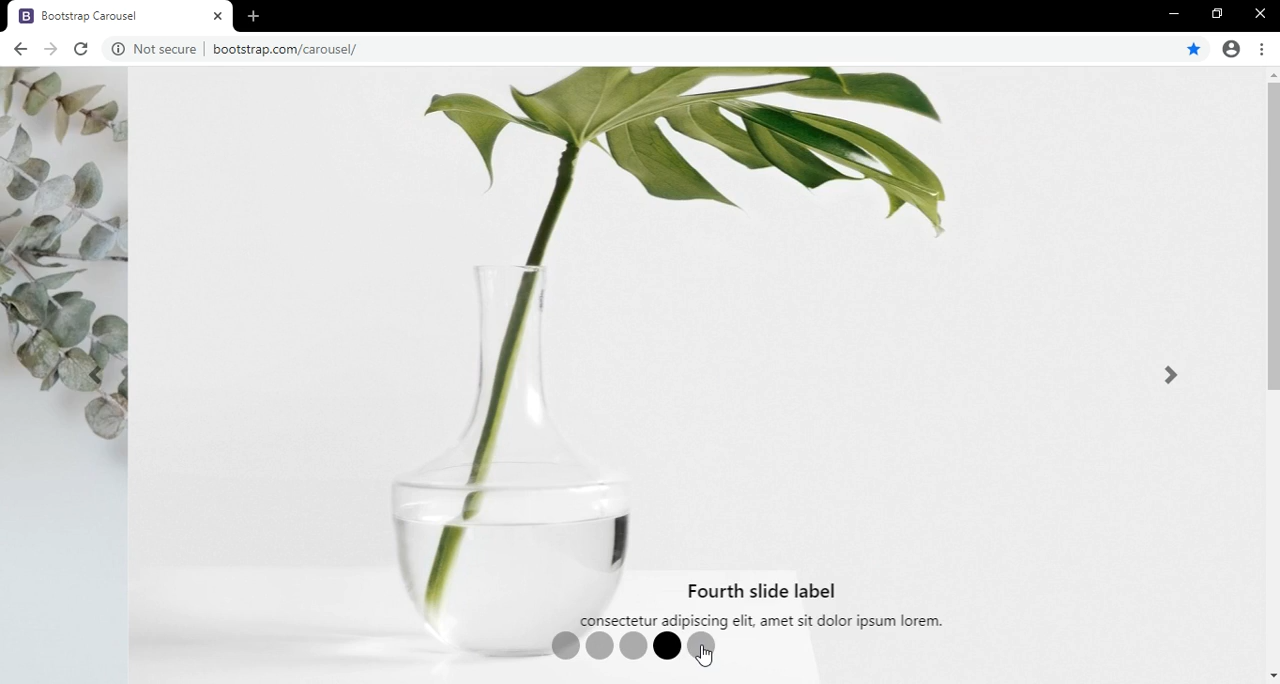 B Bootstrap Carousel
Not secure bootstrap.com/carousel/
Fourth slide label
consectetur adipiscing elit, amet sit dolor ipsum lorem.